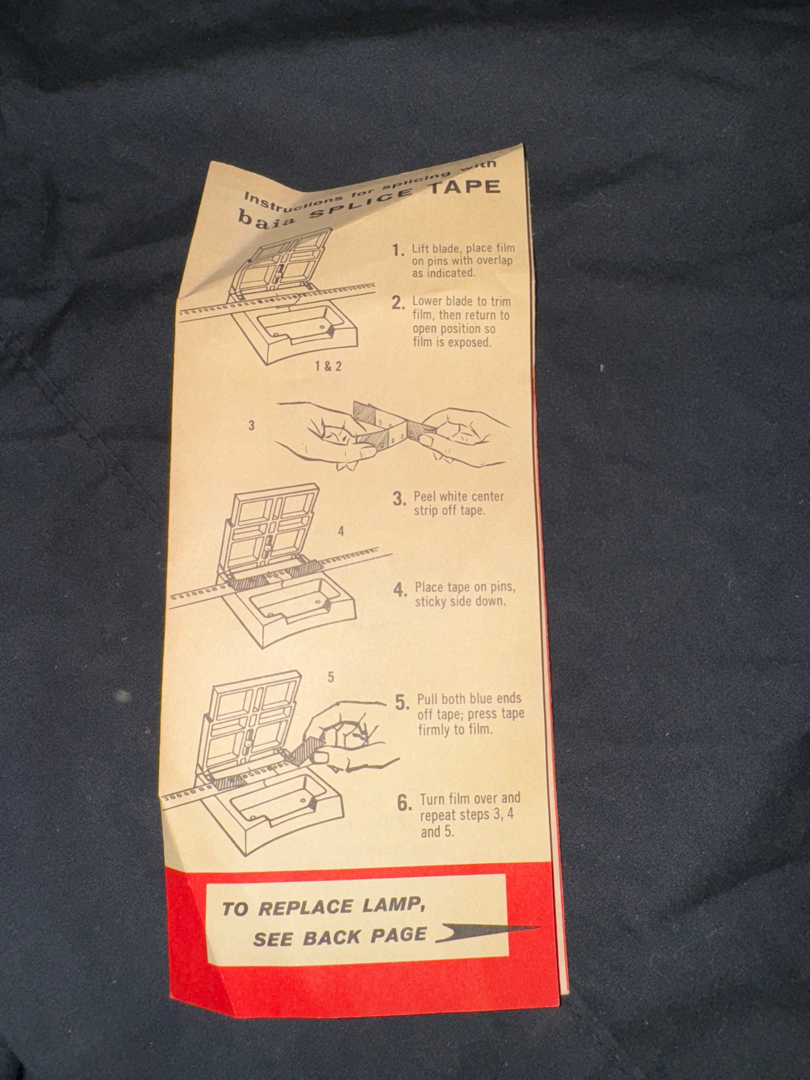 Instructions for splicing with
baia SPLICE TAPE
1. Lift blade, place film
on pins with overlap
as indicated.
2. Lower blade to trim
film, then return to
open position so
film is exposed.
1 & 2
3
3. Peel white center
strip off tape.
4
4. Place tape on pins,
sticky side down.
5
5. Pull both blue ends
off tape; press tape
firmly to film.
6. Turn film over and
repeat steps 3, 4
and 5.
TO REPLACE LAMP,
SEE BACK PAGE